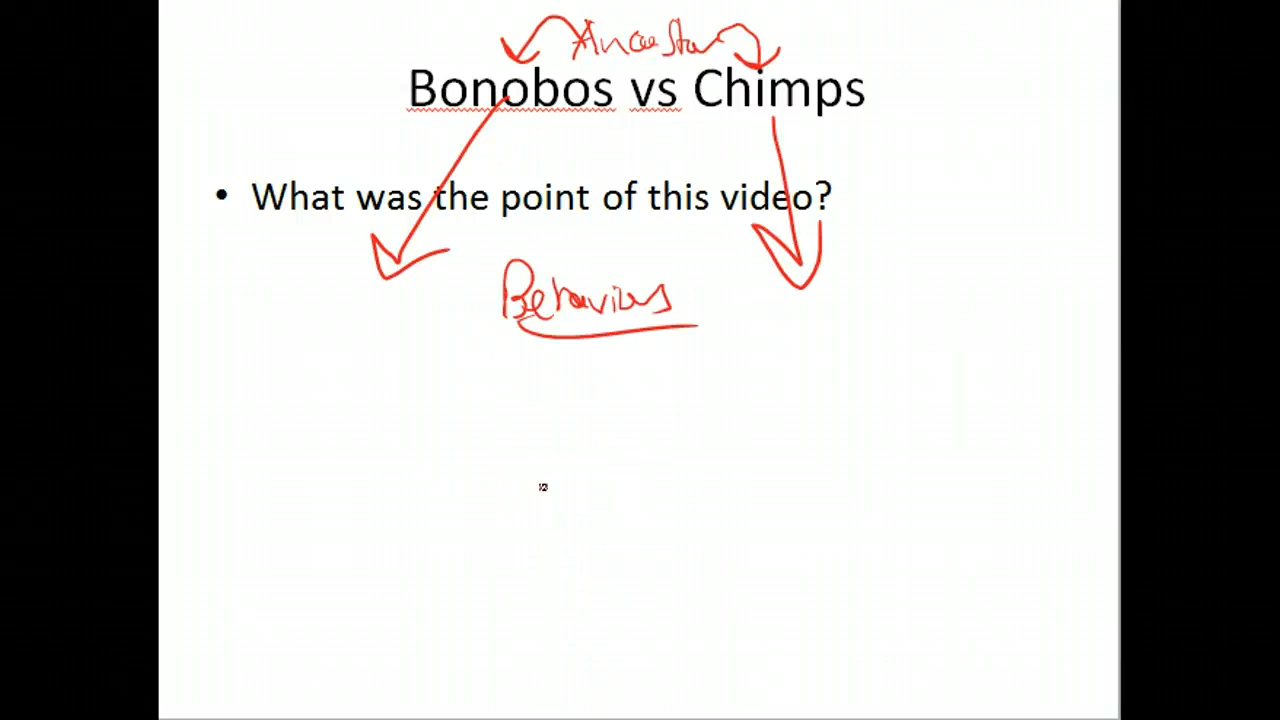 Ancestor
Bonobos vs Chimps
• What was the point of this video?
Behaviors